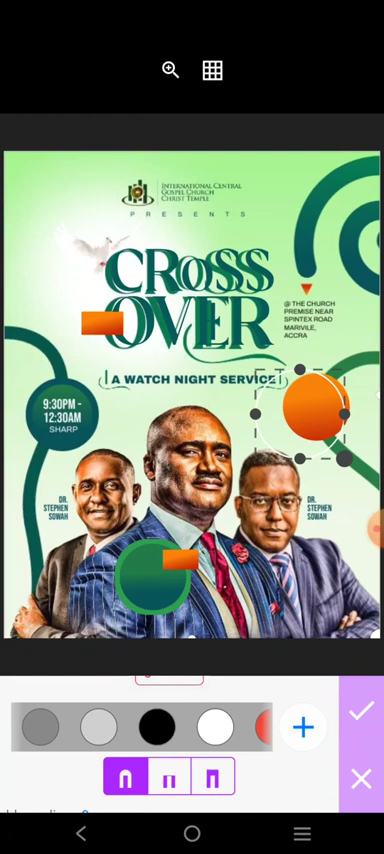 INTERNATIONAL CENTRAL
GOSPEL CHURCH
CHRIST TEMPLE
PRESENTS
CROSS
OVER
@ THE CHURCH
PREMISE NEAR
SPINTEX ROAD
MARIVILE,
ACCRA
A WATCH NIGHT SERVICE
9:30PM -
12:30AM
SHARP
DR.
STEPHEN
SOWAH
DR.
STEPHEN
SOWAH